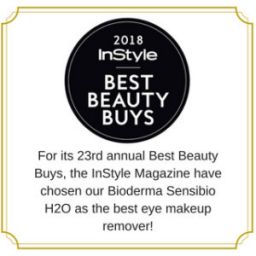 2018
InStyle
BEST
BEAUTY
BUYS
For its 23rd annual Best Beauty
Buys, the InStyle Magazine have
chosen our Bioderma Sensibio
H2O as the best eye makeup
remover!